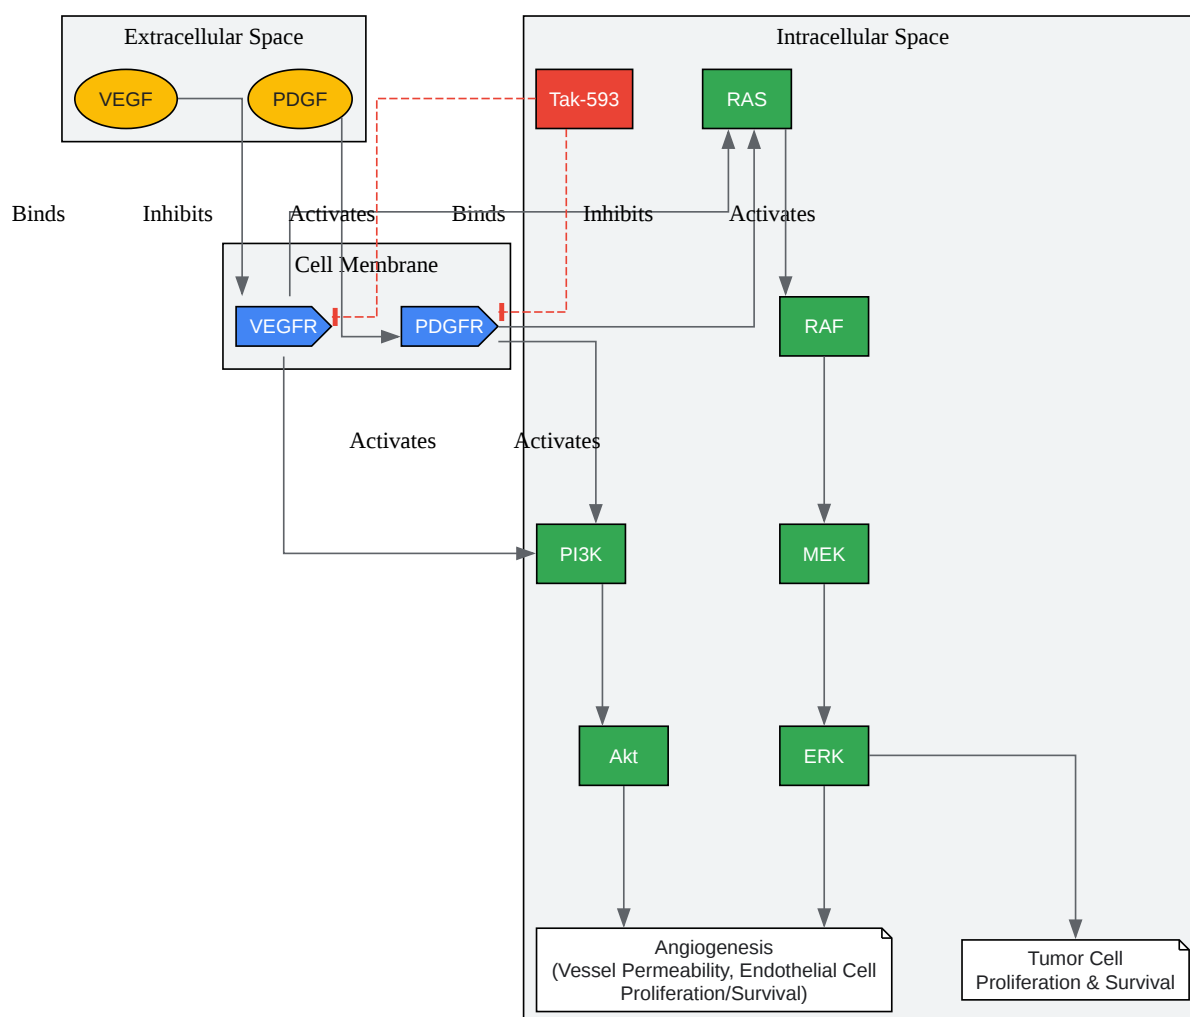 Extracellular Space
Intracellular Space
VEGF
PDGF
Tak-593
RAS
Binds
Inhibits
Activates
Binds
Inhibits
Activates
Cell Membrane
VEGFR
PDGFR
RAF
Activates
Activates
PI3K
MEK
Akt
ERK
Angiogenesis
(Vessel Permeability, Endothelial Cell
Proliferation/Survival)
Tumor Cell
Proliferation & Survival